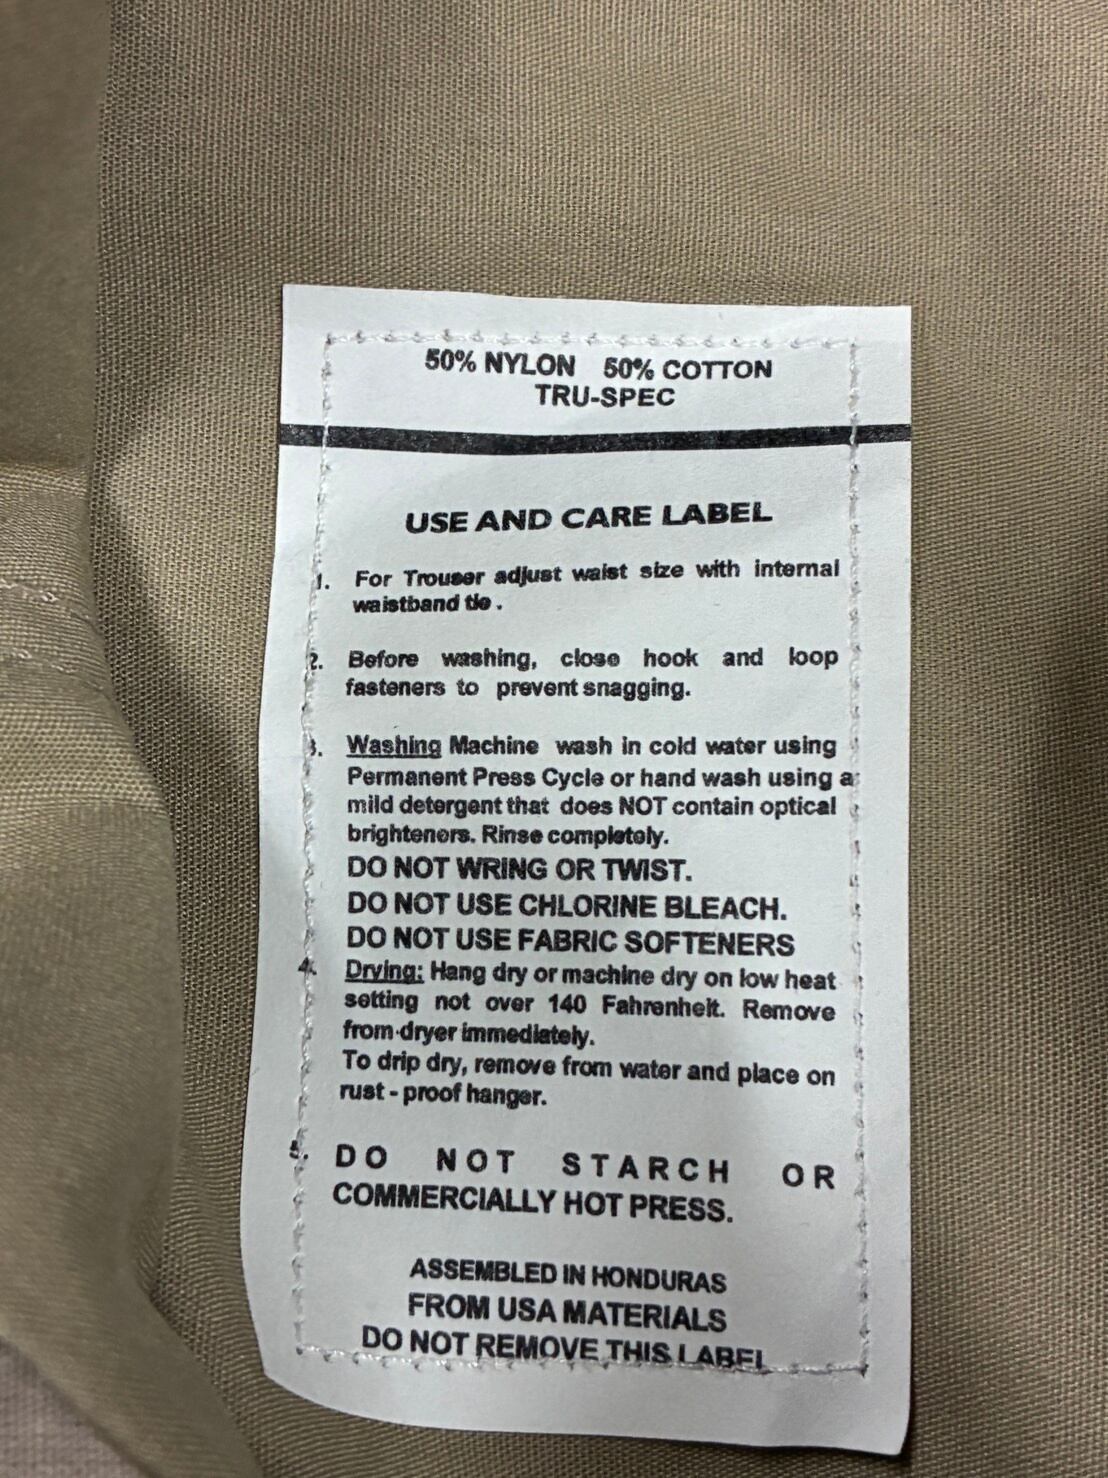 50% NYLON 50% COTTON
TRU-SPEC
USE AND CARE LABEL
1. For Trouser adjust waist size with internal
waistband tie .
2. Before washing, close hook and loop
fasteners to prevent snagging.
3. Washing Machine wash in cold water using
Permanent Press Cycle or hand wash using a
mild detergent that does NOT contain optical
brighteners. Rinse completely.
DO NOT WRING OR TWIST.
DO NOT USE CHLORINE BLEACH.
DO NOT USE FABRIC SOFTENERS
4. Drying: Hang dry or machine dry on low heat
setting not over 140 Fahrenheit. Remove
from dryer immediately.
To drip dry, remove from water and place on
rust - proof hanger.
5. DO NOT STARCH OR
COMMERCIALLY HOT PRESS.
ASSEMBLED IN HONDURAS
FROM USA MATERIALS
DO NOT REMOVE THIS LABEL